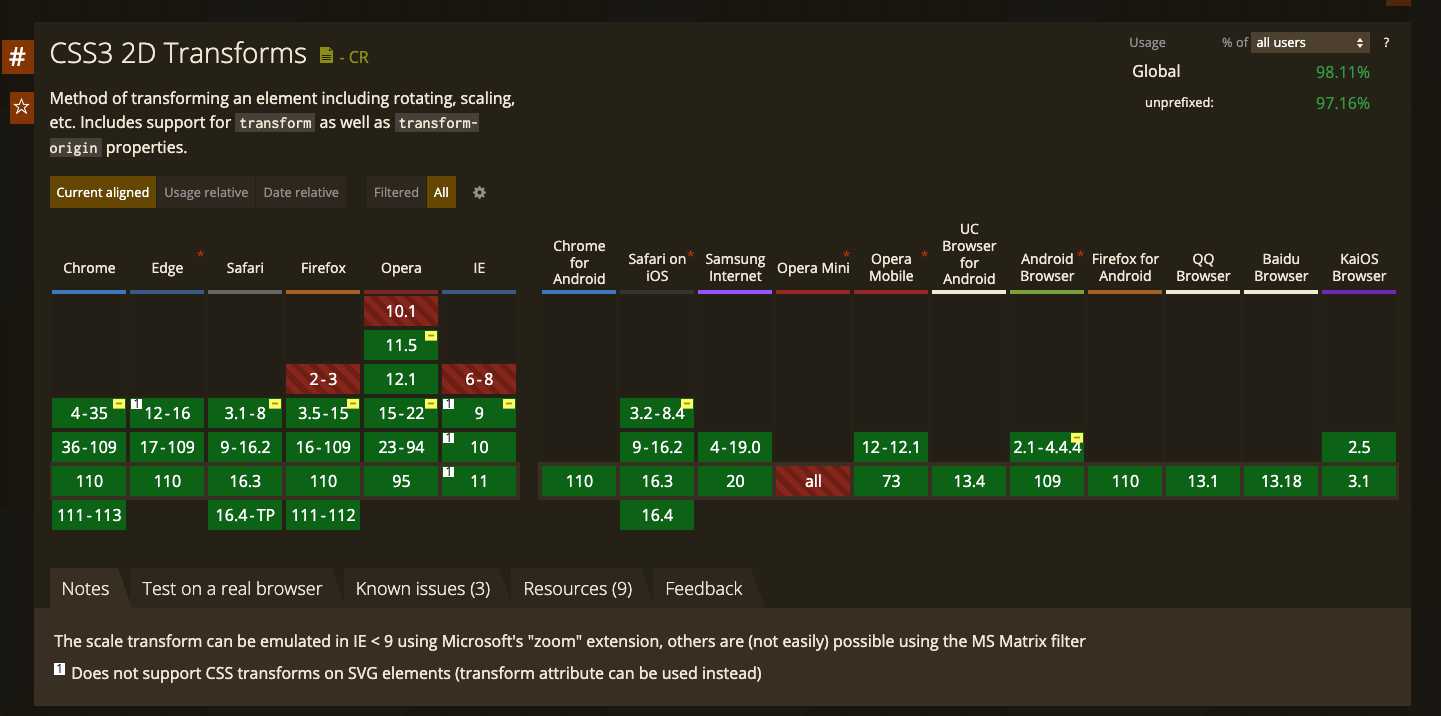 #
CSS3 2D Transforms - CR
Usage % of all users ?
Global 98.11%
unprefixed: 97.16%
Method of transforming an element including rotating, scaling,
etc. Includes support for transform as well as transform-
origin properties.
Current aligned Usage relative Date relative Filtered All
Chrome Edge * Safari Firefox Opera IE Chrome for Android Safari on iOS * Samsung Internet Opera Mini * Opera Mobile * UC Browser for Android Android Browser * Firefox for Android QQ Browser Baidu Browser KaiOS Browser
10.1
11.5
2-3 12.1 6-8
4-35 1 12-16 3.1-8 3.5-15 15-22 1 9 3.2-8.4
36-109 17-109 9-16.2 16-109 23-94 1 10 9-16.2 4-19.0 12-12.1 2.1-4.4.4 2.5
110 110 16.3 110 95 1 11 110 16.3 20 all 73 13.4 109 110 13.1 13.18 3.1
111-113 16.4-TP 111-112 16.4
Notes Test on a real browser Known issues (3) Resources (9) Feedback
The scale transform can be emulated in IE < 9 using Microsoft's "zoom" extension, others are (not easily) possible using the MS Matrix filter
1 Does not support CSS transforms on SVG elements (transform attribute can be used instead)